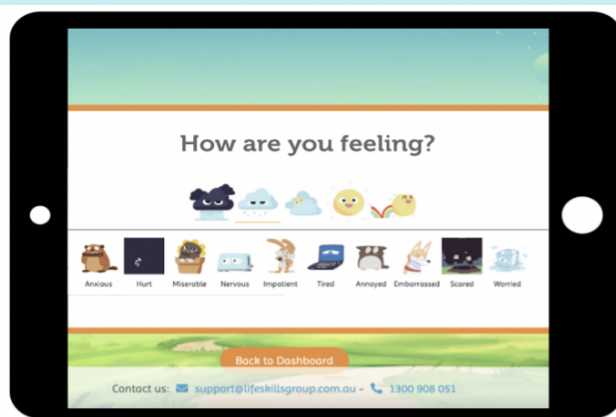 How are you feeling?
Anxious Hurt Miserable Nervous Impatient Tired Annoyed Embarrassed Scared Worried
Back to Dashboard
Contact us: support@lifeskillsgroup.com.au - 1300 908 051